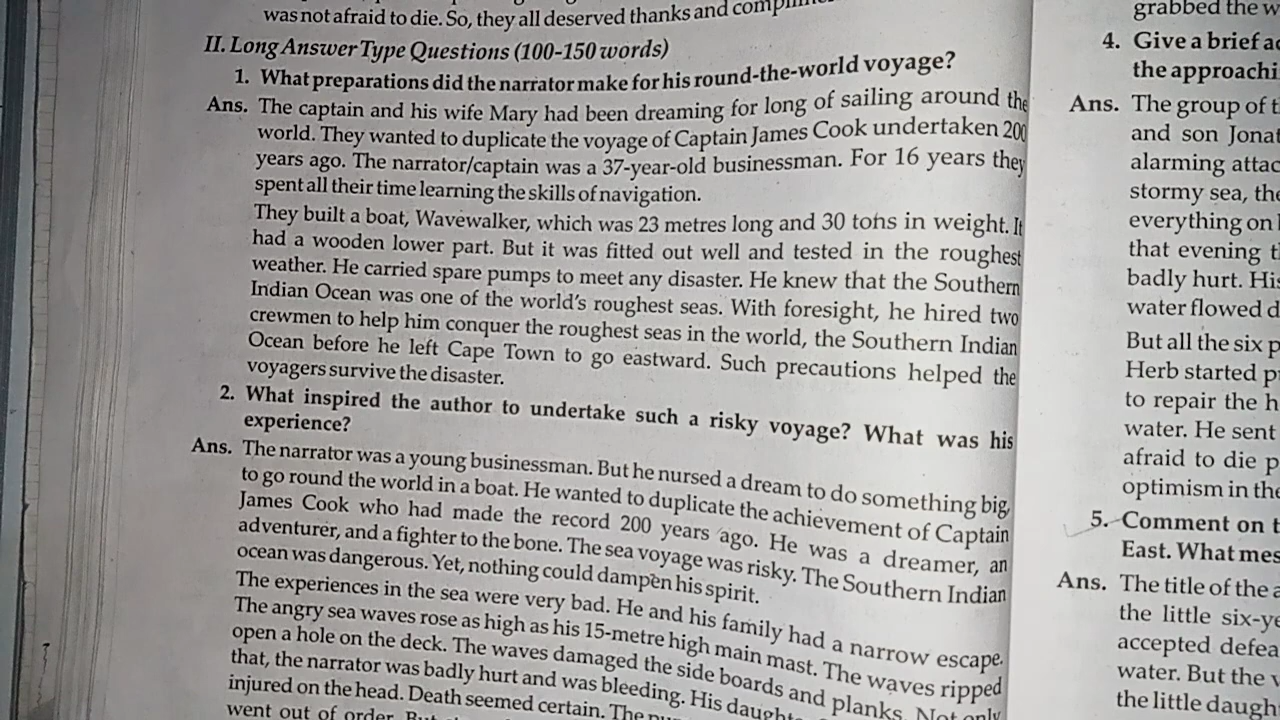 was not afraid to die. So, they all deserved thanks and
II. Long Answer Type Questions (100-150 words)
1. What preparations did the narrator make for his round-the-world voyage?
Ans. The captain and his wife Mary had been dreaming for long of sailing around the
world. They wanted to duplicate the voyage of Captain James Cook undertaken 200
years ago. The narrator/captain was a 37-year-old businessman. For 16 years they
spent all their time learning the skills of navigation.
They built a boat, Wavewalker, which was 23 metres long and 30 tons in weight. It
had a wooden lower part. But it was fitted out well and tested in the roughest
weather. He carried spare pumps to meet any disaster. He knew that the Southern
Indian Ocean was one of the world's roughest seas. With foresight, he hired two
crewmen to help him conquer the roughest seas in the world, the Southern Indian
Ocean before he left Cape Town to go eastward. Such precautions helped the
voyagers survive the disaster.
2. What inspired the author to undertake such a risky voyage? What was his
experience?
Ans. The narrator was a young businessman. But he nursed a dream to do something big,
to go round the world in a boat. He wanted to duplicate the achievement of Captain
James Cook who had made the record 200 years ago. He was a dreamer, an
adventurer, and a fighter to the bone. The sea voyage was risky. The Southern Indian
ocean was dangerous. Yet, nothing could dampen his spirit.
The experiences in the sea were very bad. He and his family had a narrow escape.
The angry sea waves rose as high as his 15-metre high main mast. The waves ripped
open a hole on the deck. The waves damaged the side boards and planks. Not only
that, the narrator was badly hurt and was bleeding. His
injured on the head. Death seemed certain. The
went out of order.
grabbed the w
4. Give a brief ac
the approachi
Ans. The group of t
and son Jonat
alarming attac
stormy sea, the
everything on
that evening t
badly hurt. His
water flowed d
But all the six p
Herb started p
to repair the h
water. He sent
afraid to die p
optimism in the
5. Comment on t
East. What mes
Ans. The title of the a
the little six-ye
accepted defea
water. But the
the little daugh